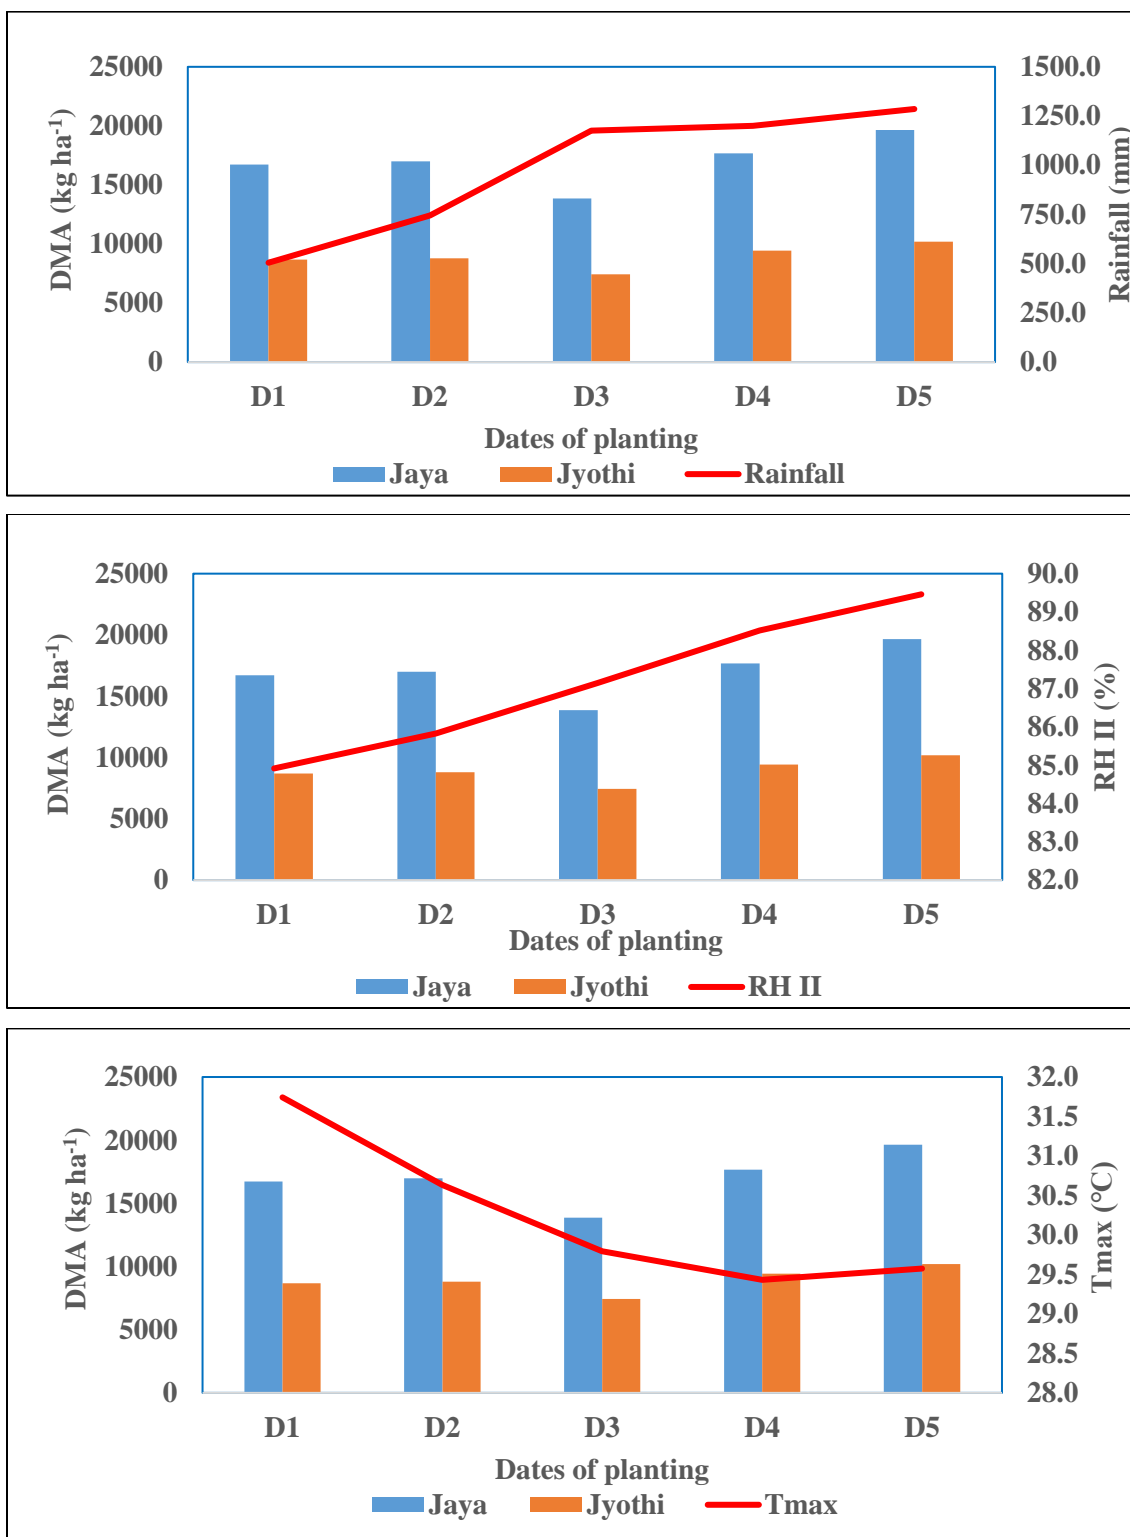 25000
20000
15000
10000
5000
0
DMA (kg ha-1)
1500.0
1250.0
1000.0
750.0
500.0
250.0
0.0
Rainfall (mm)
D1 D2 D3 D4 D5
Dates of planting
Jaya Jyothi Rainfall
25000
20000
15000
10000
5000
0
DMA (kg ha-1)
90.0
89.0
88.0
87.0
86.0
85.0
84.0
83.0
82.0
RH II (%)
D1 D2 D3 D4 D5
Dates of planting
Jaya Jyothi RH II
25000
20000
15000
10000
5000
0
DMA (kg ha-1)
32.0
31.5
31.0
30.5
30.0
29.5
29.0
28.5
28.0
Tmax (°C)
D1 D2 D3 D4 D5
Dates of planting
Jaya Jyothi Tmax